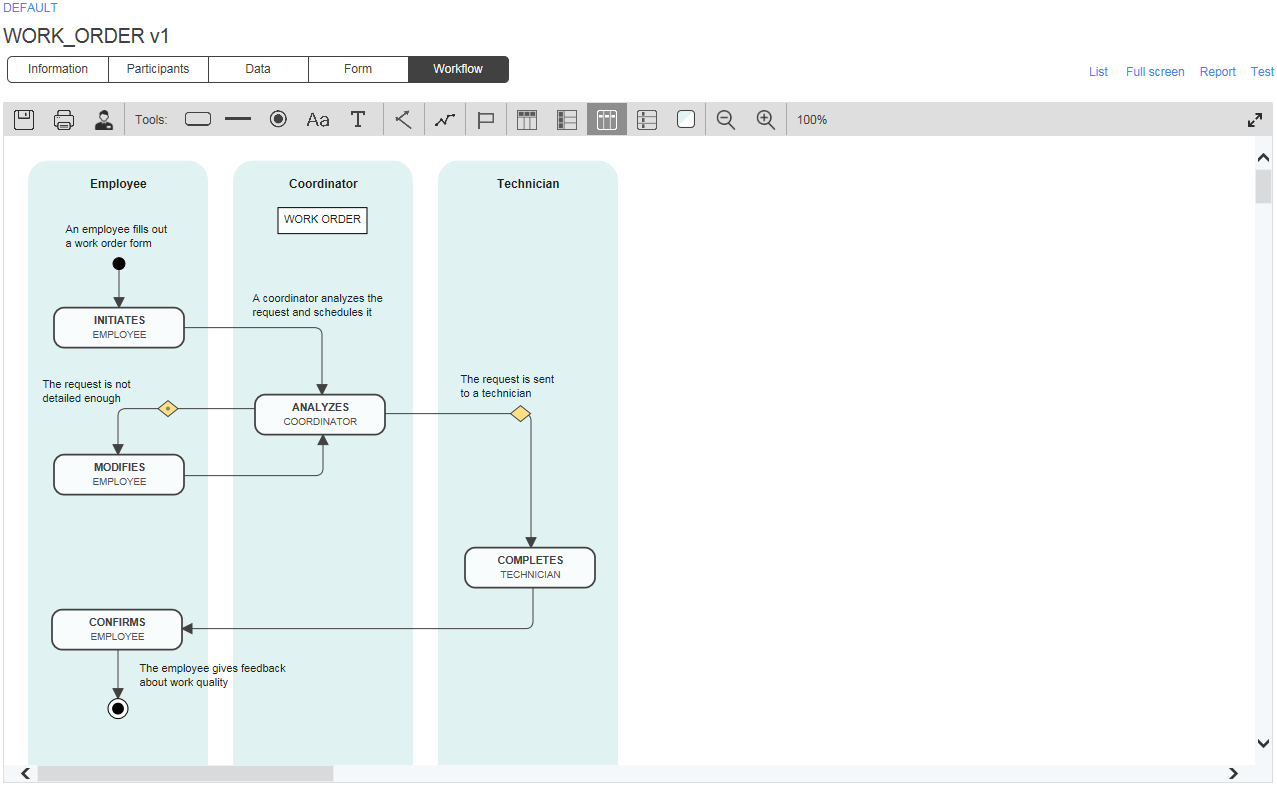 DEFAULT
WORK_ORDER v1
Information
Participants
Data
Form
Workflow
List
Full screen
Report
Test
Tools:
Aa
T
100%
Employee
Coordinator
Technician
WORK ORDER
An employee fills out
a work order form
A coordinator analyzes the
request and schedules it
INITIATES
EMPLOYEE
The request is not
detailed enough
The request is sent
to a technician
ANALYZES
COORDINATOR
MODIFIES
EMPLOYEE
COMPLETES
TECHNICIAN
CONFIRMS
EMPLOYEE
The employee gives feedback
about work quality